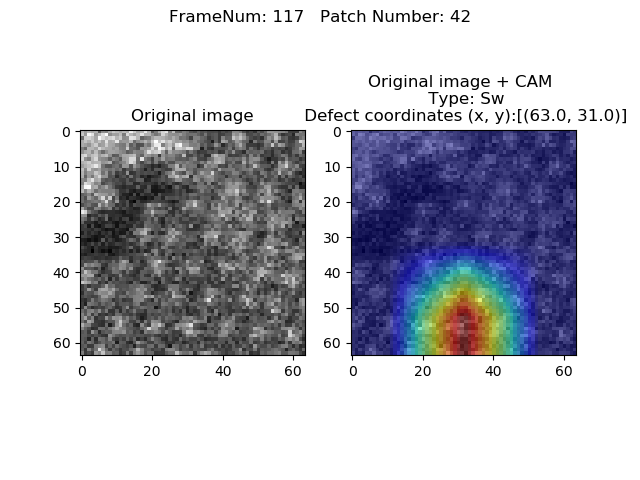 FrameNum: 117   Patch Number: 42
Original image
0
10
20
30
40
50
60
0 20 40 60
Original image + CAM
Type: Sw
Defect coordinates (x, y):[(63.0, 31.0)]
0
10
20
30
40
50
60
0 20 40 60